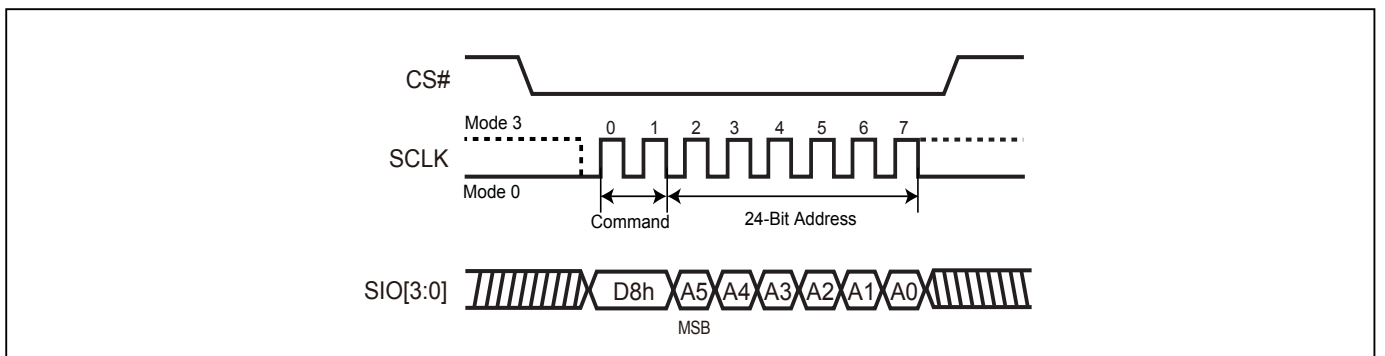 CS#
Mode 3
0 1 2 3 4 5 6 7
SCLK
Mode 0
Command
24-Bit Address
SIO[3:0]
D8h A5 A4 A3 A2 A1 A0
MSB